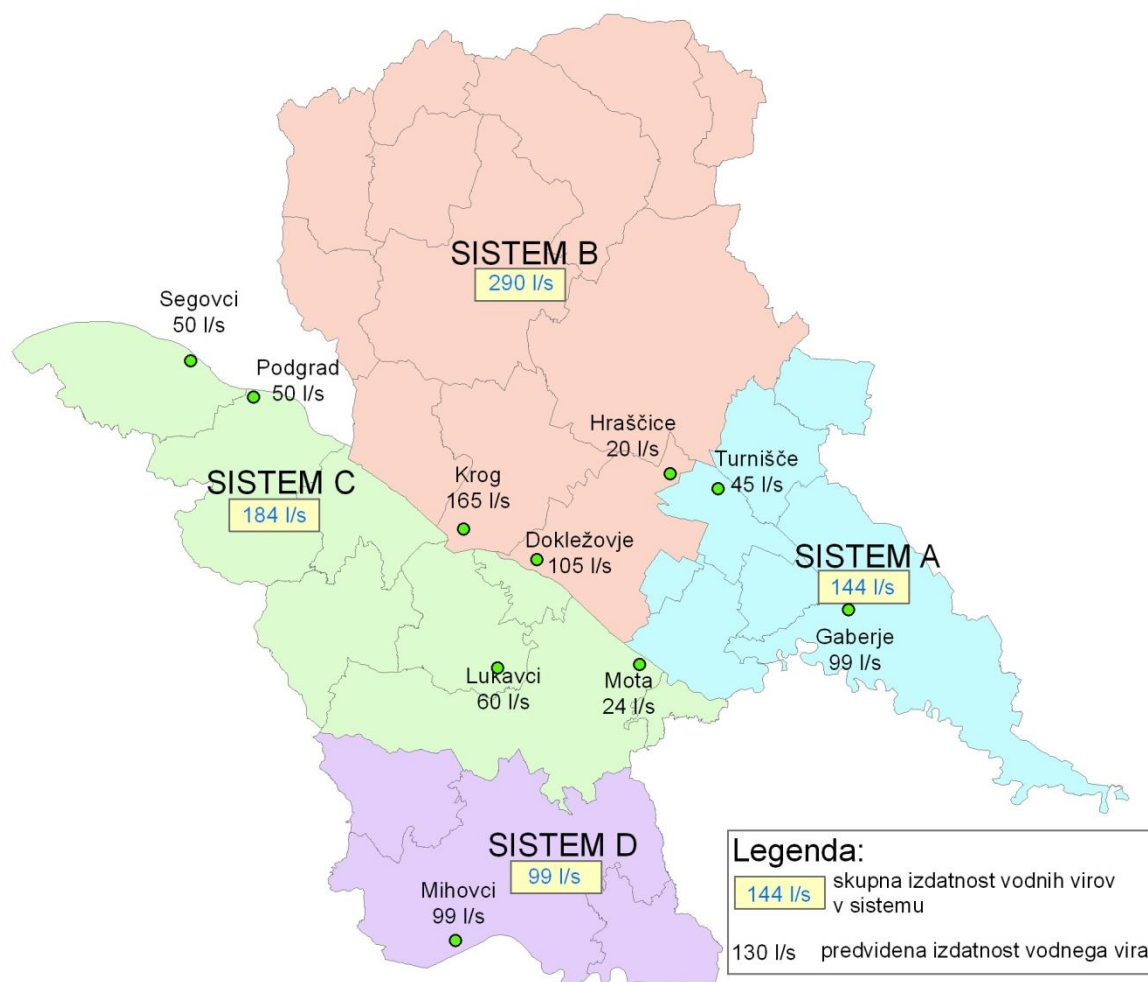 SISTEM B
290 l/s
Segovci
50 l/s
Podgrad
50 l/s
Hraščice
20 l/s
Turnišče
45 l/s
Krog
165 l/s
SISTEM C
184 l/s
Dokležovje
105 l/s
SISTEM A
144 l/s
Gaberje
99 l/s
Lukavci
60 l/s
Mota
24 l/s
SISTEM D
99 l/s
Mihovci
99 l/s
Legenda:
144 l/s
skupna izdatnost vodnih virov
v sistemu
130 l/s predvidena izdatnost vodnega vira